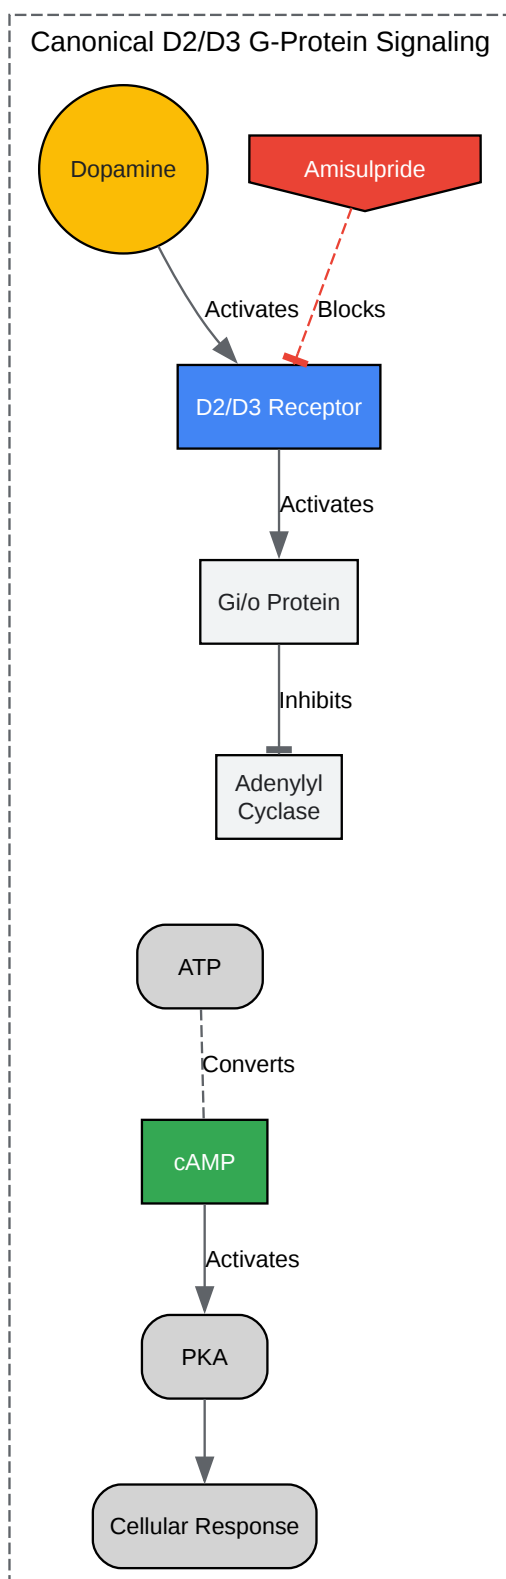 Canonical D2/D3 G-Protein Signaling
Dopamine
Amisulpride
Activates
Blocks
D2/D3 Receptor
Activates
Gi/o Protein
Inhibits
Adenylyl
Cyclase
ATP
Converts
cAMP
Activates
PKA
Cellular Response